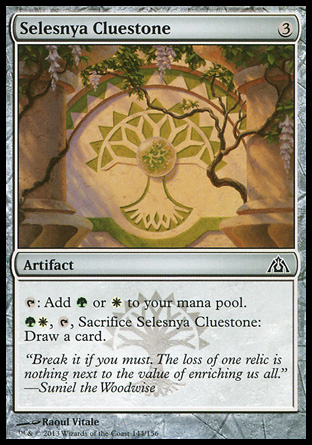 Selesnya Cluestone 3
Artifact
: Add or to your mana pool.
, , Sacrifice Selesnya Cluestone:
Draw a card.
"Break it if you must. The loss of one relic is
nothing next to the value of enriching us all."
—Suniel the Woodwise
Raoul Vitale
™ & © 2013 Wizards of the Coast 143/156